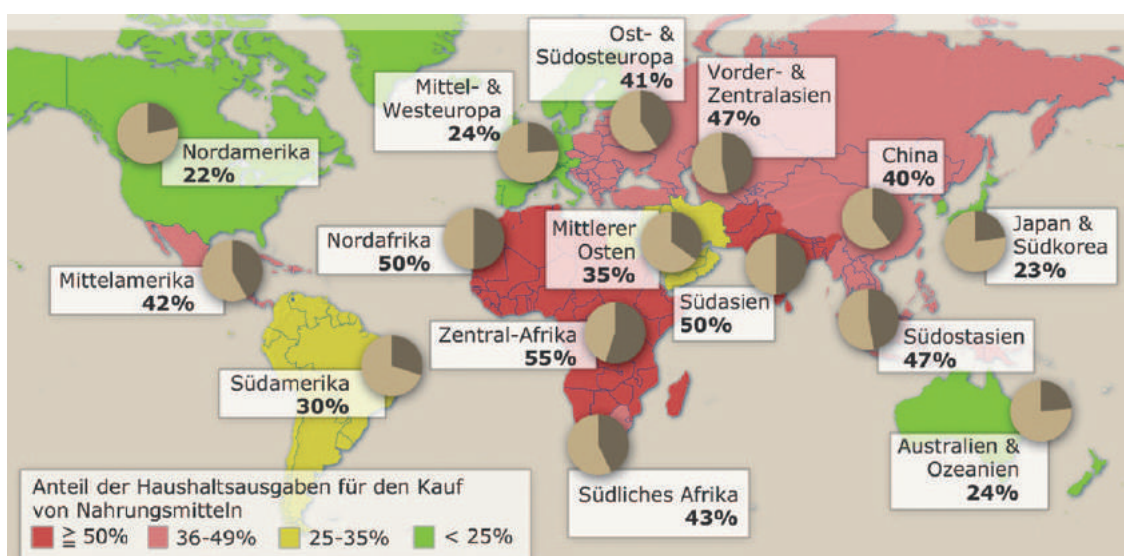 Ost- &
Südosteuropa
41%
Mittel- &
Westeuropa
24%
Vorder- &
Zentralasien
47%
Nordamerika
22%
China
40%
Nordafrika
50%
Mittlerer
Osten
35%
Japan &
Südkorea
23%
Mittelamerika
42%
Südasien
50%
Zentral-Afrika
55%
Südostasien
47%
Südamerika
30%
Australien &
Ozeanien
24%
Südliches Afrika
43%
Anteil der Haushaltsausgaben für den Kauf
von Nahrungsmitteln
≧ 50% 36-49% 25-35% < 25%